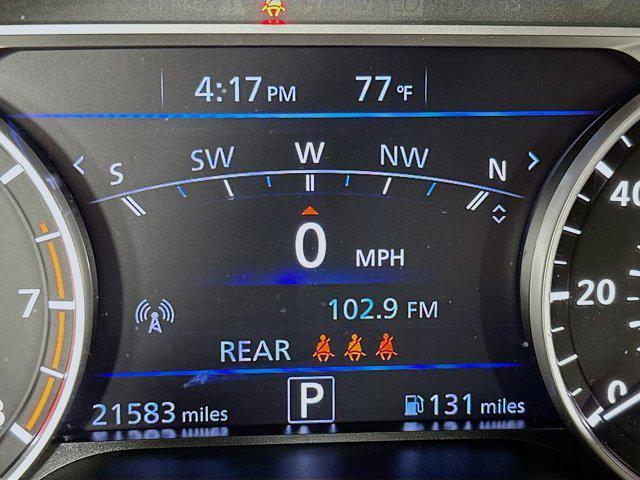 4:17 PM 77 °F
S SW W NW N
0 MPH
102.9 FM
REAR
P
21583 miles 131 miles
7
40
20
0